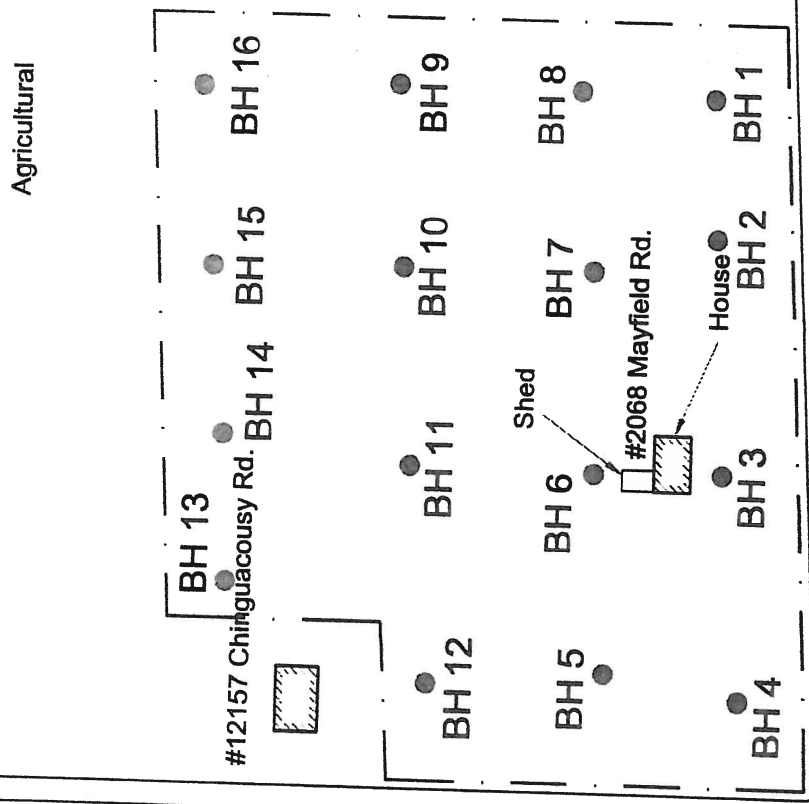 Agricultural
BH 16
BH 9
BH 8
BH 1
BH 15
BH 10
BH 7
BH 2
BH 14
BH 11
Shed
#2068 Mayfield Rd.
House
BH 13
BH 6
BH 3
#12157 Chinguacousy Rd.
BH 12
BH 5
BH 4